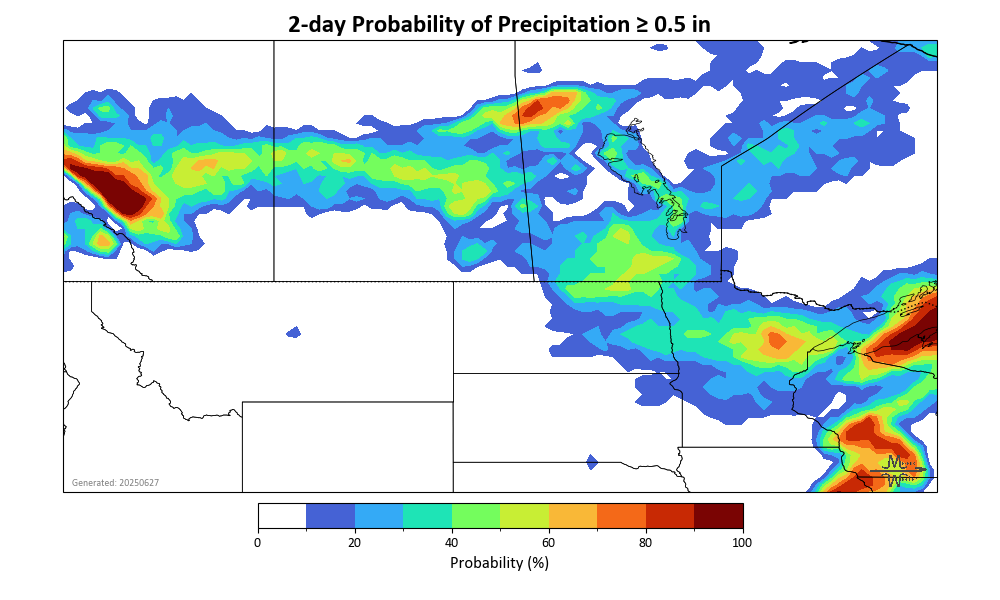 2-day Probability of Precipitation ≥ 0.5 in
Generated: 20250627
0 20 40 60 80 100
Probability (%)